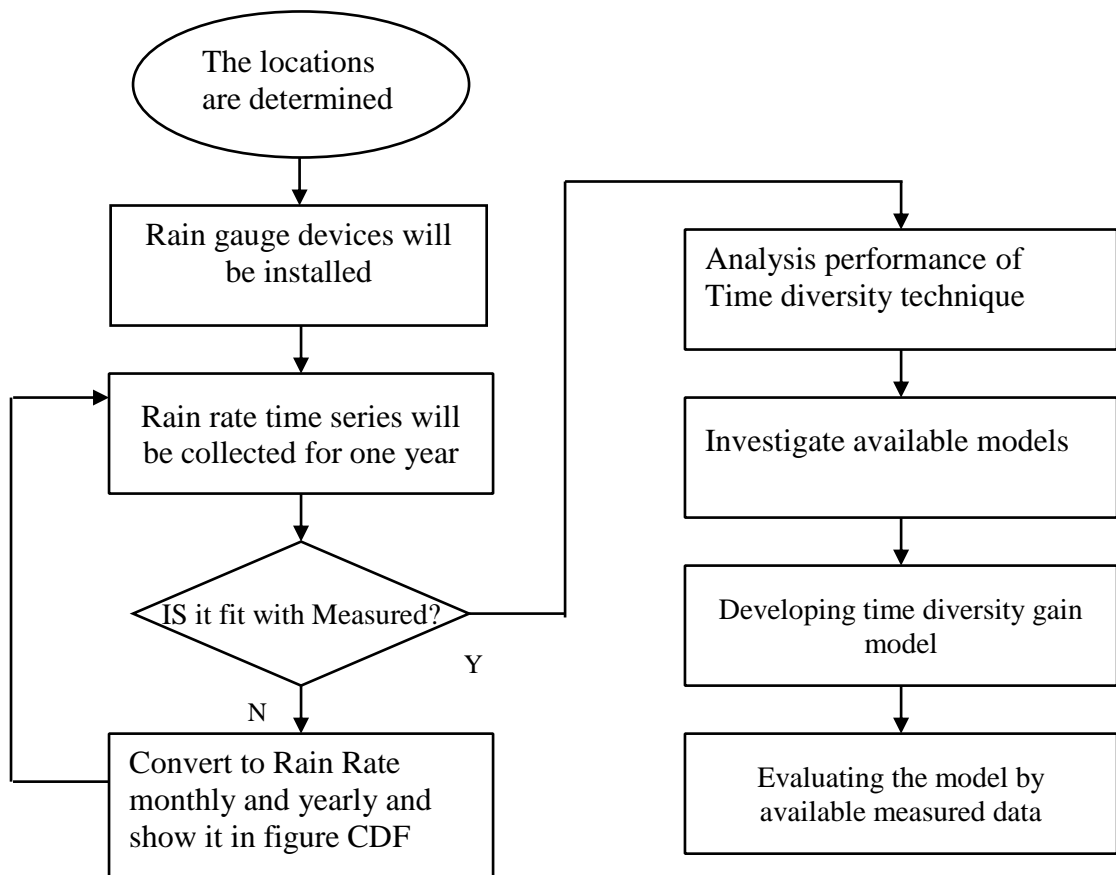 The locations
are determined
Rain gauge devices will
be installed
Rain rate time series will
be collected for one year
IS it fit with Measured?
Y
N
Convert to Rain Rate
monthly and yearly and
show it in figure CDF
Analysis performance of
Time diversity technique
Investigate available models
Developing time diversity gain
model
Evaluating the model by
available measured data